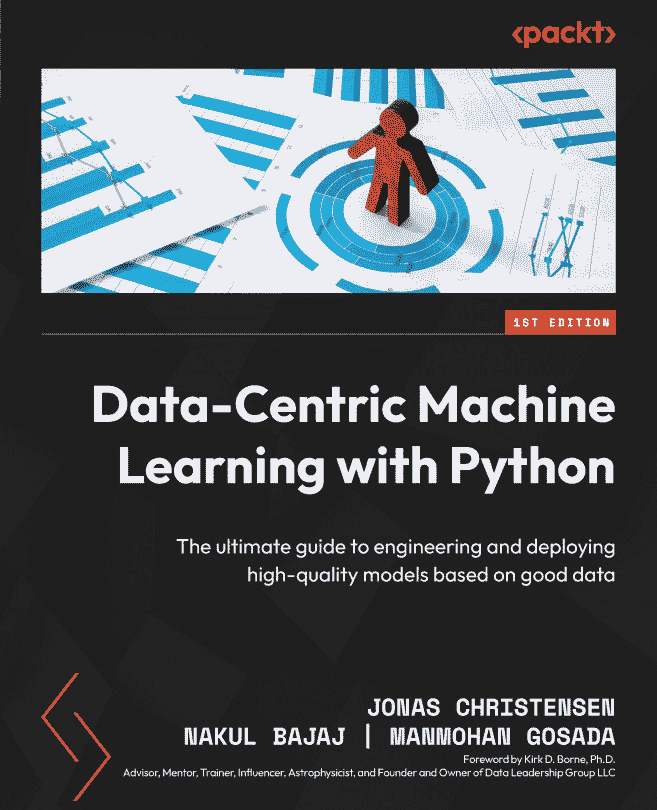 <packt>
1ST EDITION
Data-Centric Machine
Learning with Python
The ultimate guide to engineering and deploying
high-quality models based on good data
JONAS CHRISTENSEN
NAKUL BAJAJ | MANMOHAN GOSADA
Foreword by Kirk D. Borne, Ph.D.
Advisor, Mentor, Trainer, Influencer, Astrophysicist, and Founder and Owner of Data Leadership Group LLC